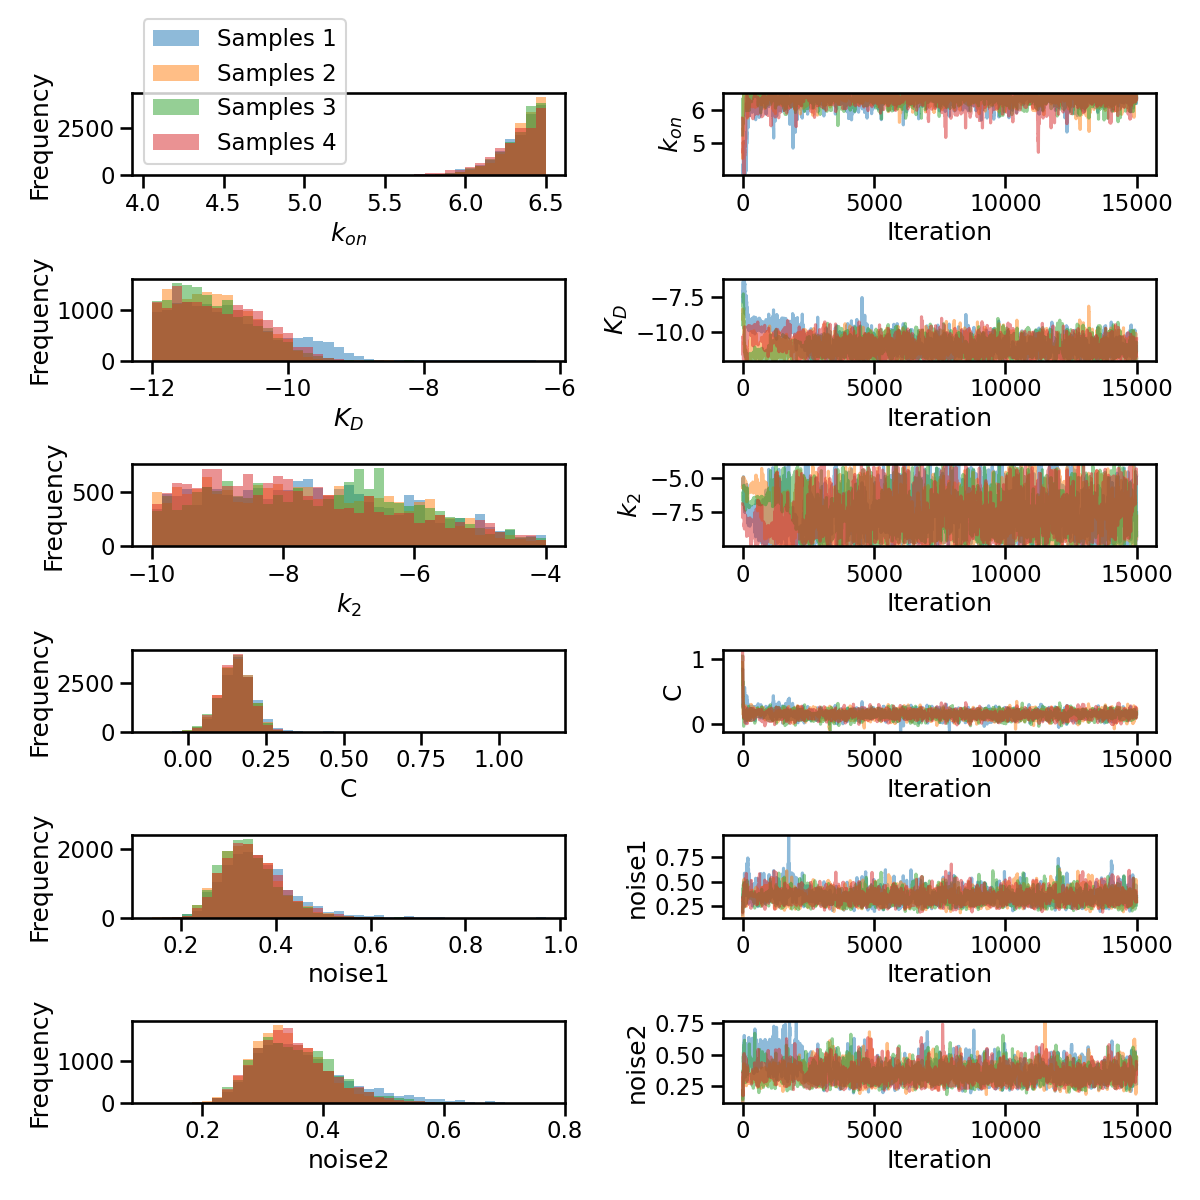 Samples 1
Samples 2
Samples 3
Samples 4
Frequency
2500
0
4.0 4.5 5.0 5.5 6.0 6.5
k_on
k_on
6
5
0 5000 10000 15000
Iteration
Frequency
1000
0
−12 −10 −8 −6
K_D
K_D
−7.5
−10.0
0 5000 10000 15000
Iteration
Frequency
500
0
−10 −8 −6 −4
k_2
k_2
−5.0
−7.5
0 5000 10000 15000
Iteration
Frequency
2500
0
0.00 0.25 0.50 0.75 1.00
C
C
1
0
0 5000 10000 15000
Iteration
Frequency
2000
0
0.2 0.4 0.6 0.8 1.0
noise1
noise1
0.75
0.50
0.25
0 5000 10000 15000
Iteration
Frequency
1000
0
0.2 0.4 0.6 0.8
noise2
noise2
0.75
0.50
0.25
0 5000 10000 15000
Iteration